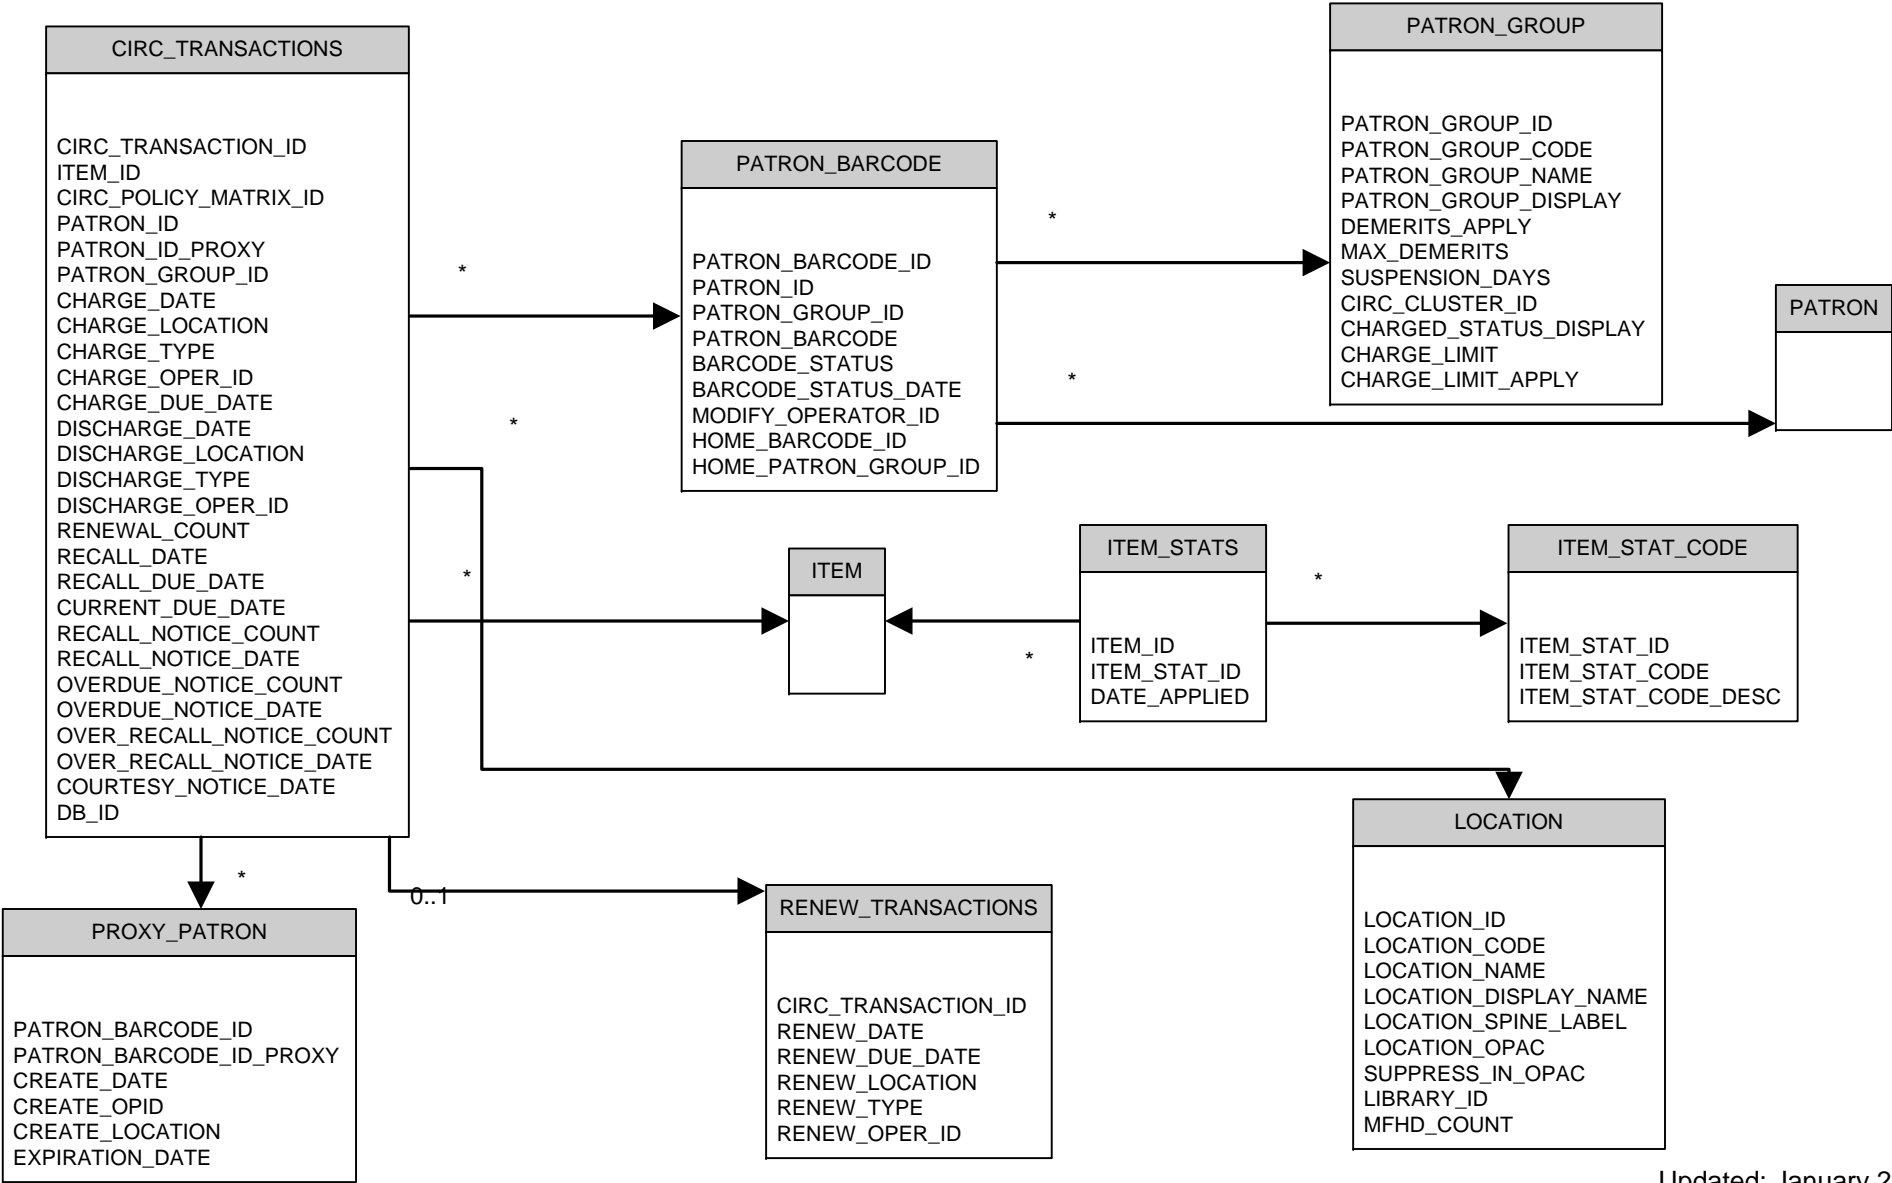 CIRC_TRANSACTIONS
CIRC_TRANSACTION_ID
ITEM_ID
CIRC_POLICY_MATRIX_ID
PATRON_ID
PATRON_ID_PROXY
PATRON_GROUP_ID
CHARGE_DATE
CHARGE_LOCATION
CHARGE_TYPE
CHARGE_OPER_ID
CHARGE_DUE_DATE
DISCHARGE_DATE
DISCHARGE_LOCATION
DISCHARGE_TYPE
DISCHARGE_OPER_ID
RENEWAL_COUNT
RECALL_DATE
RECALL_DUE_DATE
CURRENT_DUE_DATE
RECALL_NOTICE_COUNT
RECALL_NOTICE_DATE
OVERDUE_NOTICE_COUNT
OVERDUE_NOTICE_DATE
OVER_RECALL_NOTICE_COUNT
OVER_RECALL_NOTICE_DATE
COURTESY_NOTICE_DATE
DB_ID
*
*
*
*
0..1
PATRON_BARCODE
PATRON_BARCODE_ID
PATRON_ID
PATRON_GROUP_ID
PATRON_BARCODE
BARCODE_STATUS
BARCODE_STATUS_DATE
MODIFY_OPERATOR_ID
HOME_BARCODE_ID
HOME_PATRON_GROUP_ID
*
*
PATRON_GROUP
PATRON_GROUP_ID
PATRON_GROUP_CODE
PATRON_GROUP_NAME
PATRON_GROUP_DISPLAY
DEMERITS_APPLY
MAX_DEMERITS
SUSPENSION_DAYS
CIRC_CLUSTER_ID
CHARGED_STATUS_DISPLAY
CHARGE_LIMIT
CHARGE_LIMIT_APPLY
PATRON
ITEM
*
ITEM_STATS
ITEM_ID
ITEM_STAT_ID
DATE_APPLIED
*
ITEM_STAT_CODE
ITEM_STAT_ID
ITEM_STAT_CODE
ITEM_STAT_CODE_DESC
PROXY_PATRON
PATRON_BARCODE_ID
PATRON_BARCODE_ID_PROXY
CREATE_DATE
CREATE_OPID
CREATE_LOCATION
EXPIRATION_DATE
RENEW_TRANSACTIONS
CIRC_TRANSACTION_ID
RENEW_DATE
RENEW_DUE_DATE
RENEW_LOCATION
RENEW_TYPE
RENEW_OPER_ID
LOCATION
LOCATION_ID
LOCATION_CODE
LOCATION_NAME
LOCATION_DISPLAY_NAME
LOCATION_SPINE_LABEL
LOCATION_OPAC
SUPPRESS_IN_OPAC
LIBRARY_ID
MFHD_COUNT
Updated: January 2